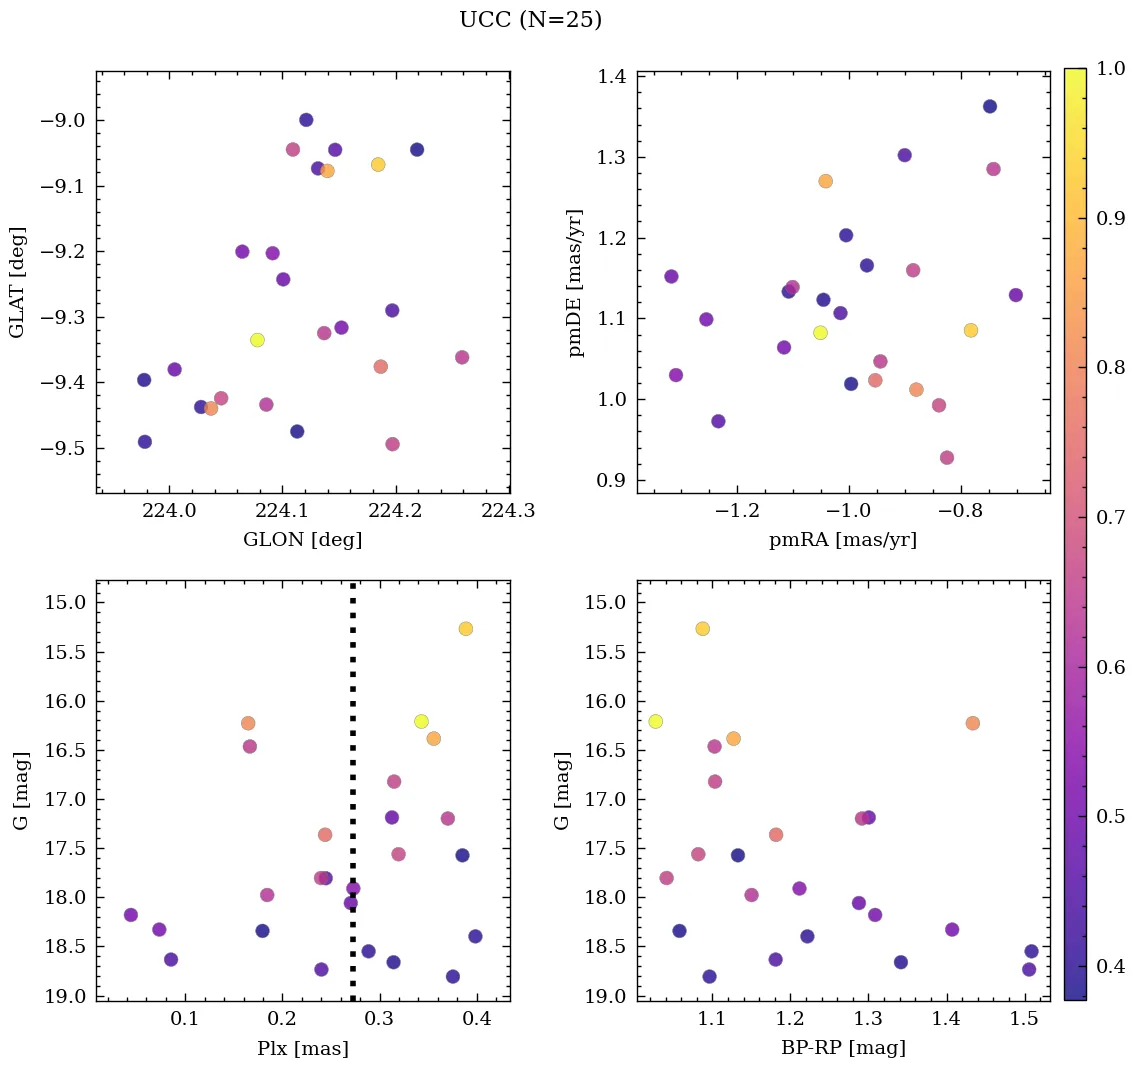 UCC (N=25)
−9.0
−9.1
−9.2
−9.3
−9.4
−9.5
GLAT [deg]
224.0 224.1 224.2 224.3
GLON [deg]
1.4
1.3
1.2
1.1
1.0
0.9
pmDE [mas/yr]
−1.2 −1.0 −0.8
pmRA [mas/yr]
15.0
15.5
16.0
16.5
17.0
17.5
18.0
18.5
19.0
G [mag]
0.1 0.2 0.3 0.4
Plx [mas]
15.0
15.5
16.0
16.5
17.0
17.5
18.0
18.5
19.0
G [mag]
1.1 1.2 1.3 1.4 1.5
BP-RP [mag]
1.0
0.9
0.8
0.7
0.6
0.5
0.4